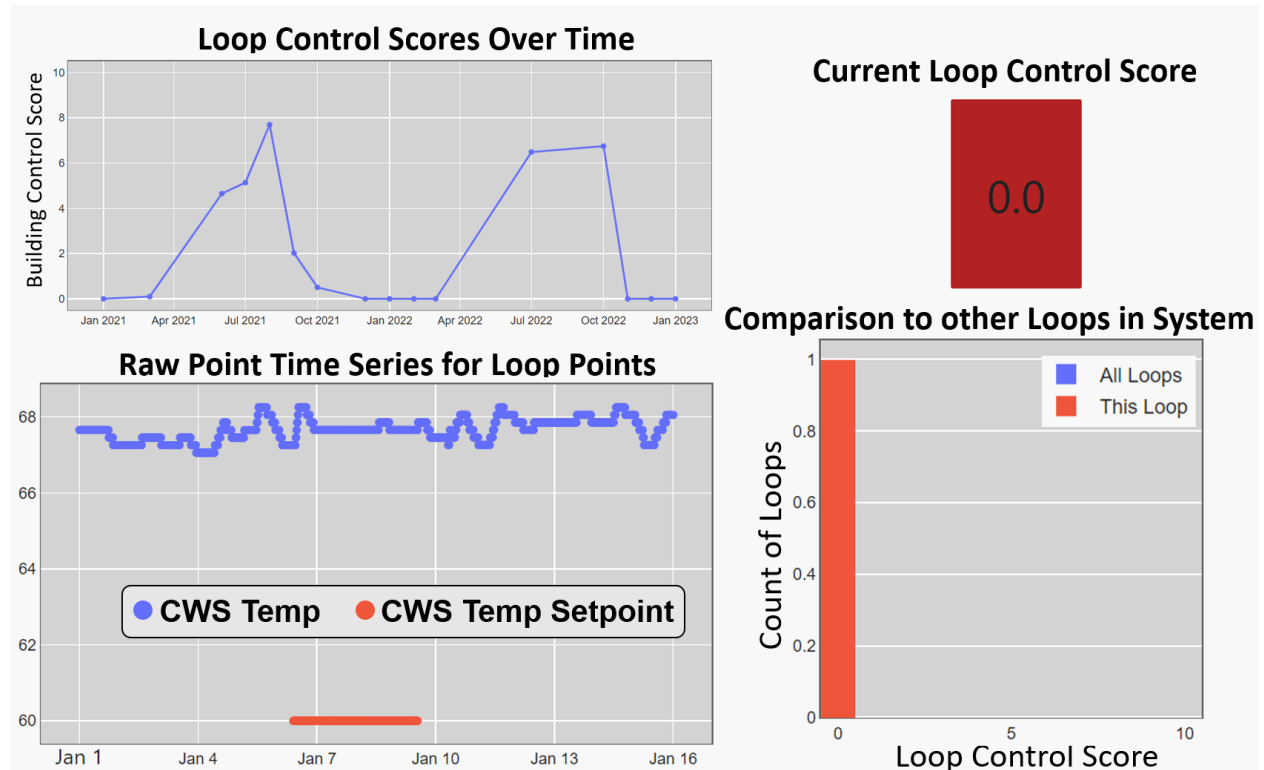 Loop Control Scores Over Time
Building Control Score
10
8
6
4
2
0
Jan 2021 Apr 2021 Jul 2021 Oct 2021 Jan 2022 Apr 2022 Jul 2022 Oct 2022 Jan 2023
Current Loop Control Score
0.0
Raw Point Time Series for Loop Points
68
66
64
62
60
CWS Temp CWS Temp Setpoint
Jan 1 Jan 4 Jan 7 Jan 10 Jan 13 Jan 16
Comparison to other Loops in System
Count of Loops
1
0.8
0.6
0.4
0.2
0
All Loops
This Loop
0 5 10
Loop Control Score